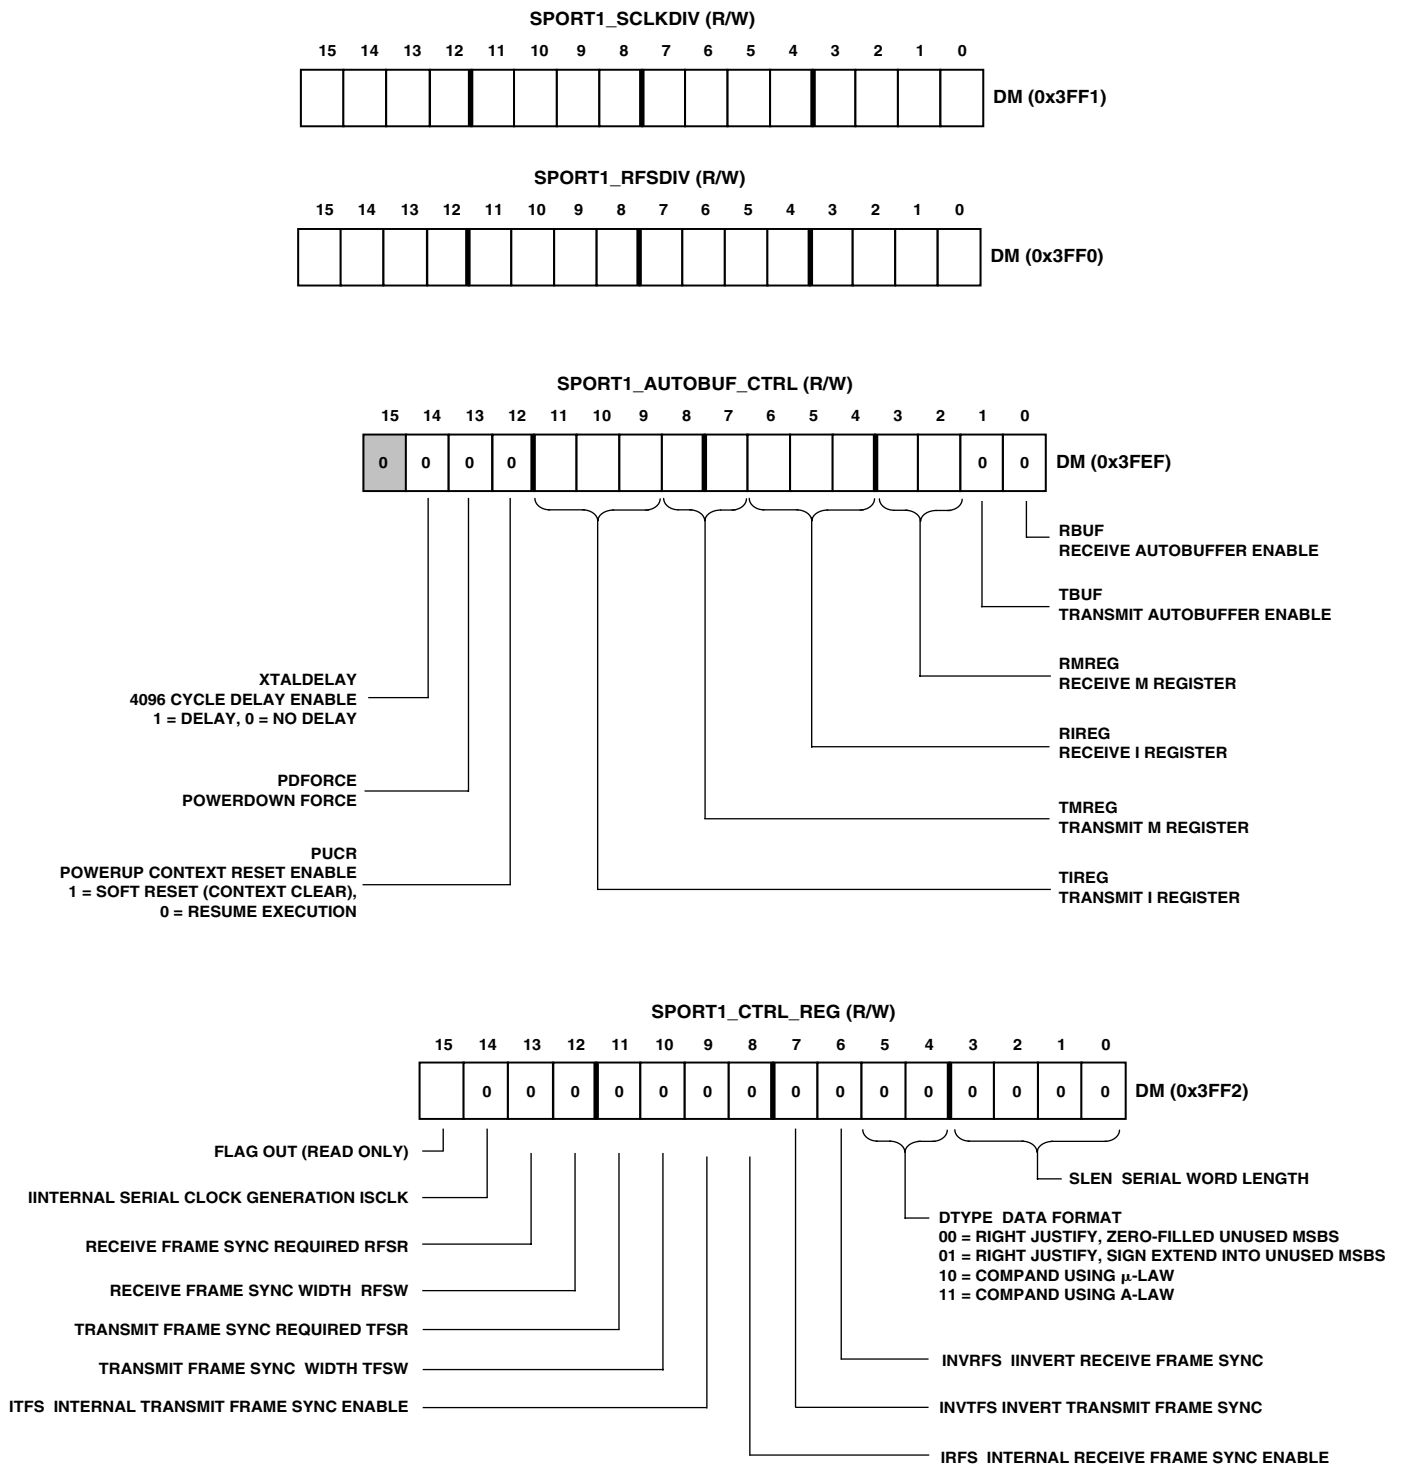 SPORT1_SCLKDIV (R/W)
15 14 13 12 11 10 9 8 7 6 5 4 3 2 1 0
DM (0x3FF1)
SPORT1_RFSDIV (R/W)
15 14 13 12 11 10 9 8 7 6 5 4 3 2 1 0
DM (0x3FF0)
SPORT1_AUTOBUF_CTRL (R/W)
15 14 13 12 11 10 9 8 7 6 5 4 3 2 1 0
0 0 0 0 0 0 DM (0x3FEF)
RBUF
RECEIVE AUTOBUFFER ENABLE
TBUF
TRANSMIT AUTOBUFFER ENABLE
RMREG
RECEIVE M REGISTER
RIREG
RECEIVE I REGISTER
TMREG
TRANSMIT M REGISTER
TIREG
TRANSMIT I REGISTER
XTALDELAY
4096 CYCLE DELAY ENABLE
1 = DELAY, 0 = NO DELAY
PDFORCE
POWERDOWN FORCE
PUCR
POWERUP CONTEXT RESET ENABLE
1 = SOFT RESET (CONTEXT CLEAR),
0 = RESUME EXECUTION
SPORT1_CTRL_REG (R/W)
15 14 13 12 11 10 9 8 7 6 5 4 3 2 1 0
0 0 0 0 0 0 0 0 0 0 0 0 0 0 0 DM (0x3FF2)
FLAG OUT (READ ONLY)
IINTERNAL SERIAL CLOCK GENERATION ISCLK
RECEIVE FRAME SYNC REQUIRED RFSR
RECEIVE FRAME SYNC WIDTH RFSW
TRANSMIT FRAME SYNC REQUIRED TFSR
TRANSMIT FRAME SYNC WIDTH TFSW
ITFS INTERNAL TRANSMIT FRAME SYNC ENABLE
SLEN SERIAL WORD LENGTH
DTYPE DATA FORMAT
00 = RIGHT JUSTIFY, ZERO-FILLED UNUSED MSBS
01 = RIGHT JUSTIFY, SIGN EXTEND INTO UNUSED MSBS
10 = COMPAND USING μ-LAW
11 = COMPAND USING A-LAW
INVRFS IINVERT RECEIVE FRAME SYNC
INVTFS INVERT TRANSMIT FRAME SYNC
IRFS INTERNAL RECEIVE FRAME SYNC ENABLE